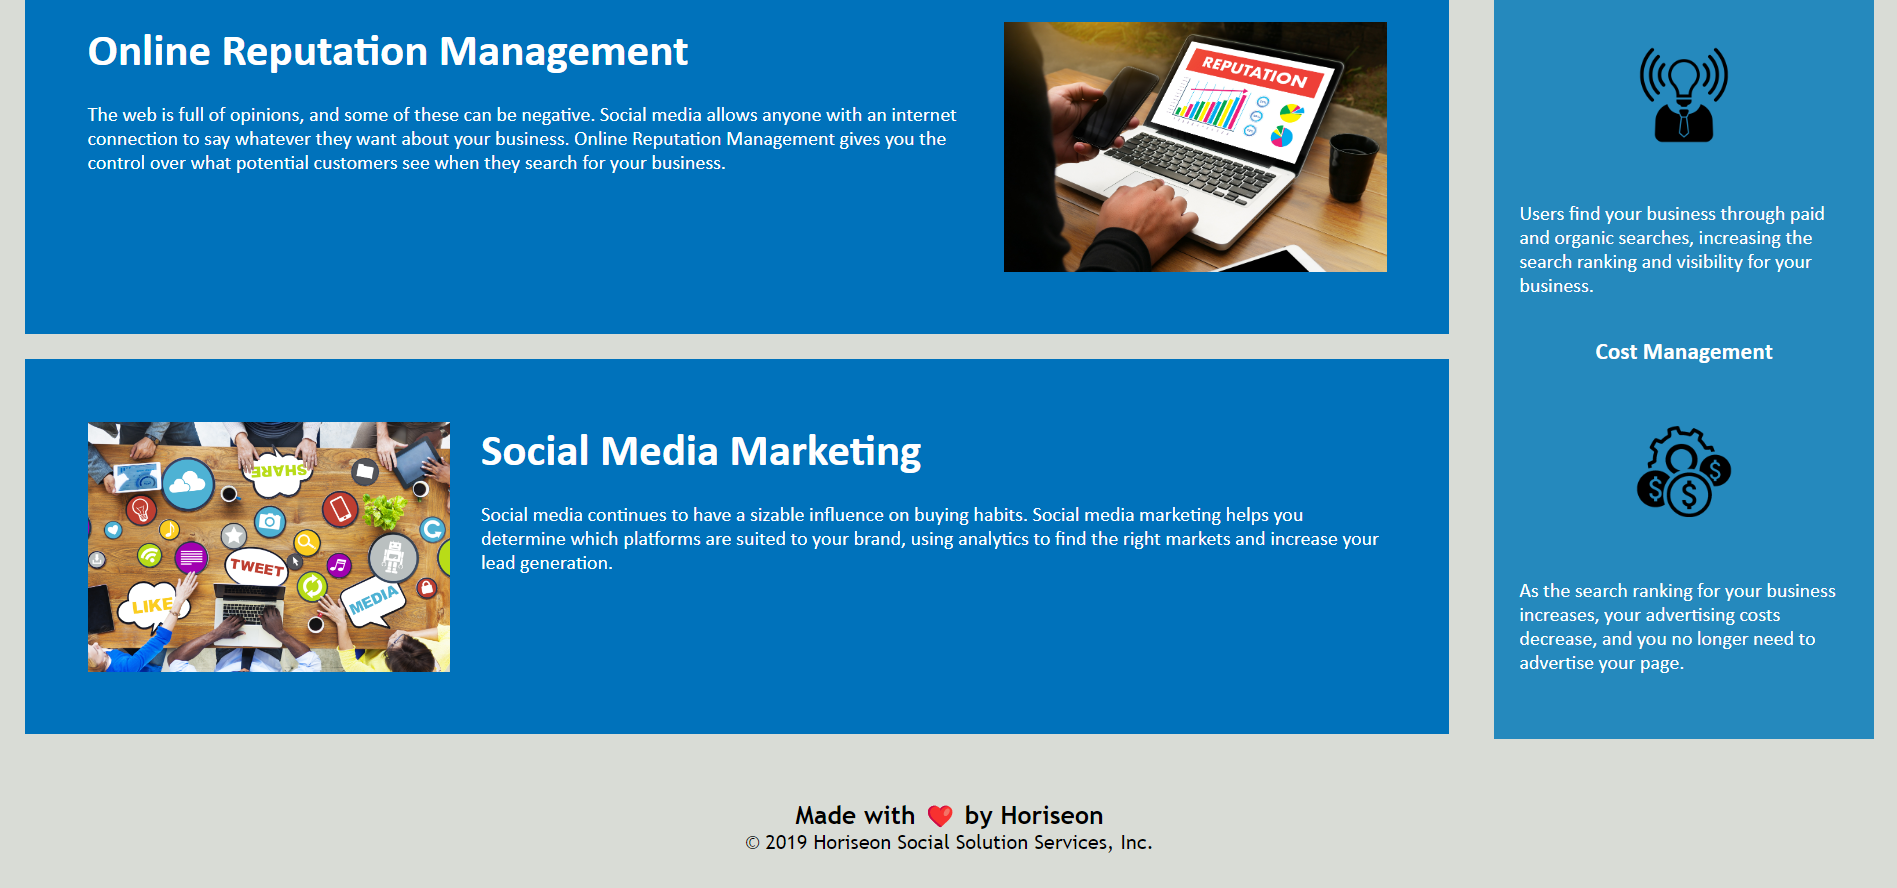 Online Reputation Management
The web is full of opinions, and some of these can be negative. Social media allows anyone with an internet
connection to say whatever they want about your business. Online Reputation Management gives you the
control over what potential customers see when they search for your business.
REPUTATION
Social Media Marketing
Social media continues to have a sizable influence on buying habits. Social media marketing helps you
determine which platforms are suited to your brand, using analytics to find the right markets and increase your
lead generation.
SHARE
TWEET
LIKE
MEDIA
Users find your business through paid
and organic searches, increasing the
search ranking and visibility for your
business.
Cost Management
$
$
$
As the search ranking for your business
increases, your advertising costs
decrease, and you no longer need to
advertise your page.
Made with ❤️ by Horiseon
© 2019 Horiseon Social Solution Services, Inc.